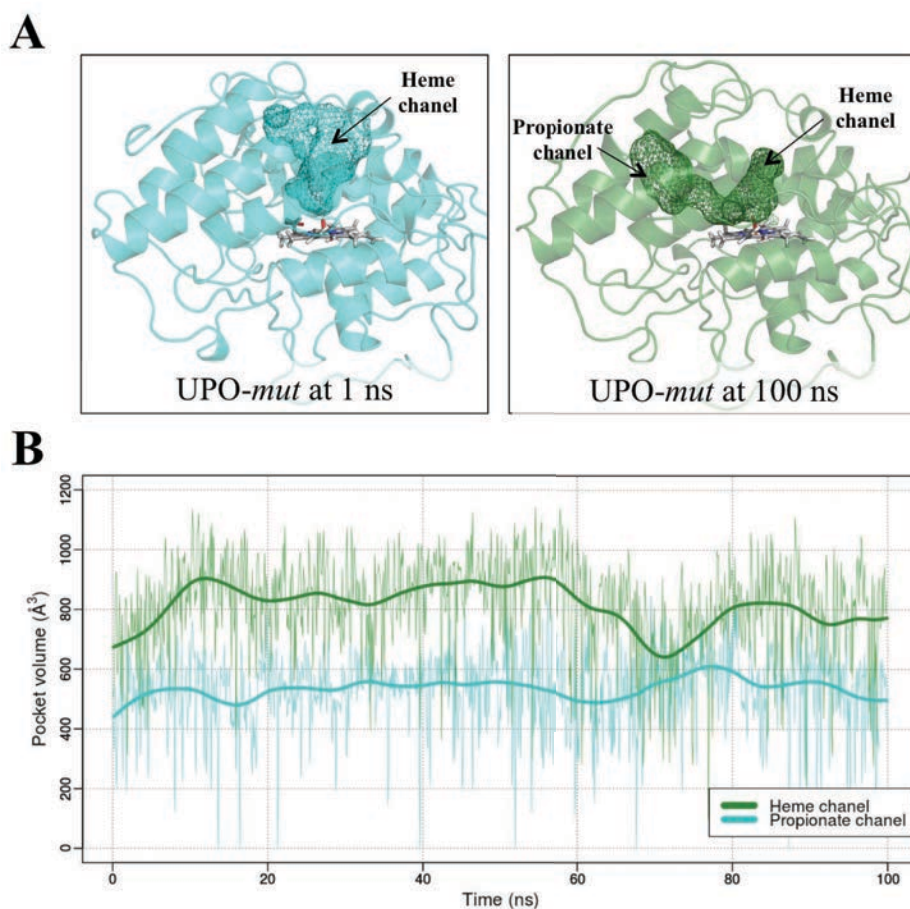 A
Heme
chanel
UPO-mut at 1 ns
Propionate
chanel
Heme
chanel
UPO-mut at 100 ns
B
Pocket volume (Å³)
1200
1000
800
600
400
200
0
0 20 40 60 80 100
Time (ns)
Heme chanel
Propionate chanel